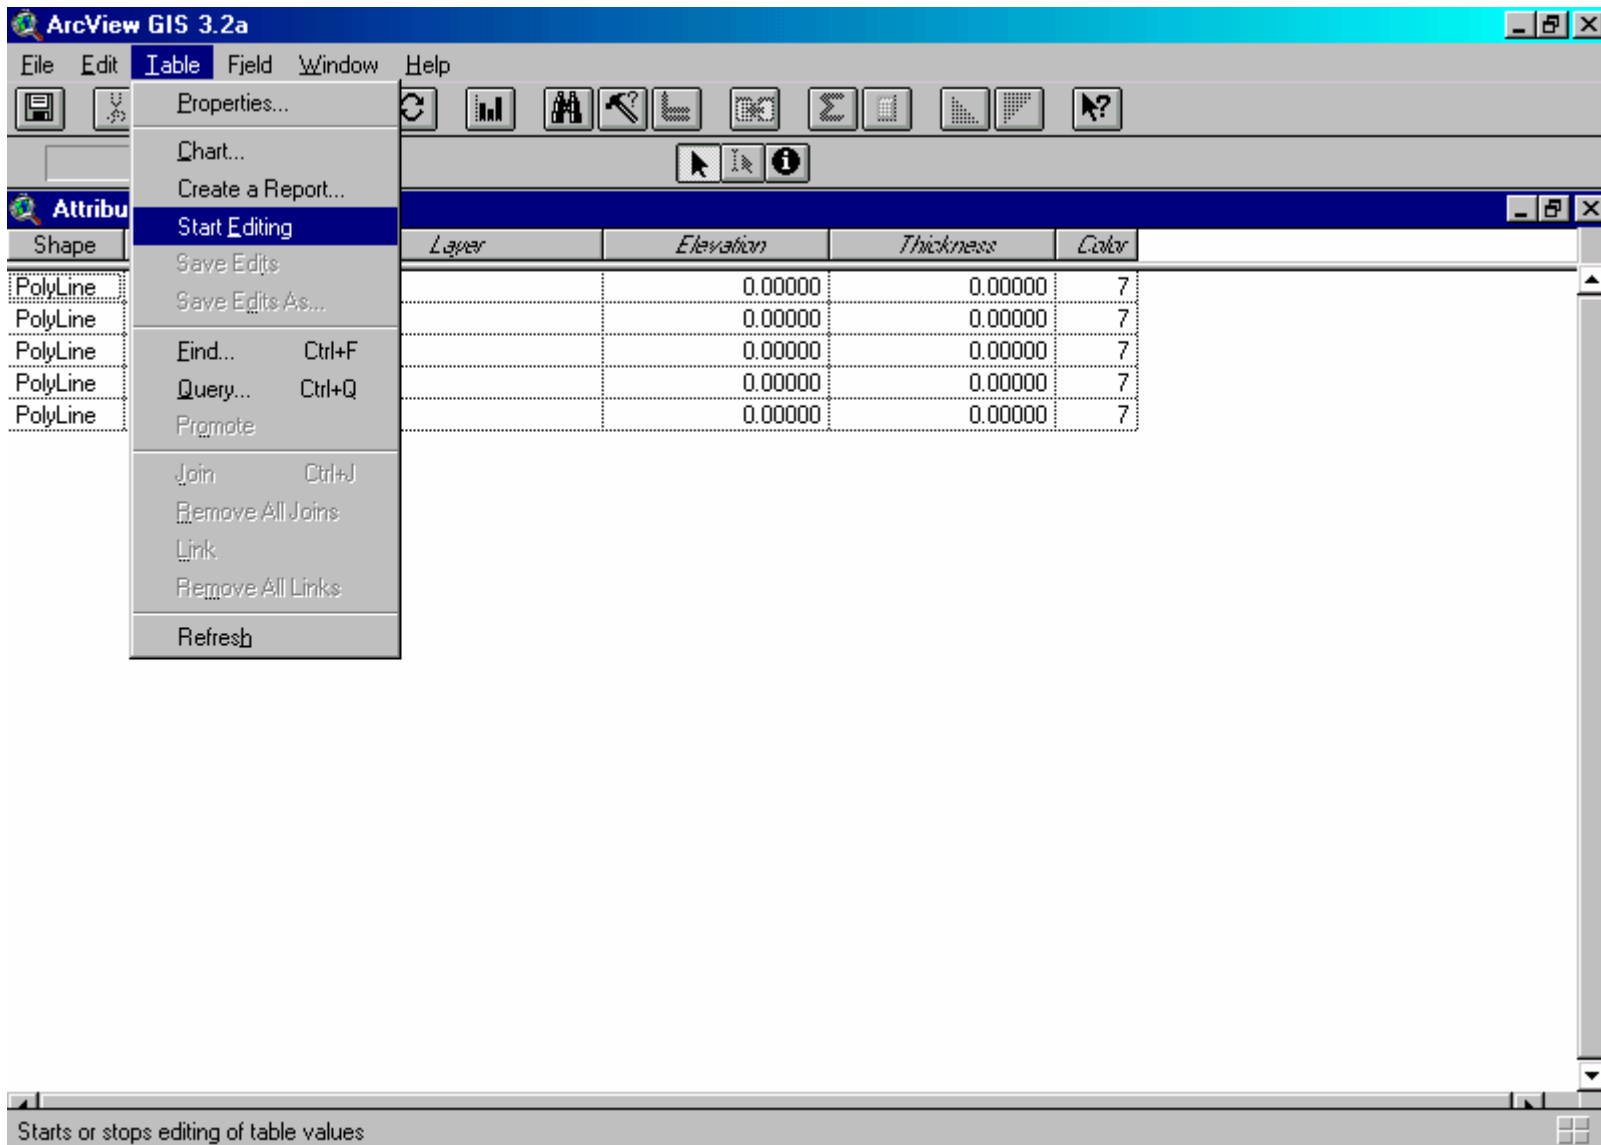 ArcView GIS 3.2a
File Edit Table Field Window Help
Properties...
Chart...
Create a Report...
Attribu
Start Editing
Shape Layer Elevation Thickness Color
Save Edits
PolyLine 0.00000 0.00000 7
Save Edits As...
PolyLine 0.00000 0.00000 7
PolyLine Find... Ctrl+F 0.00000 0.00000 7
PolyLine Query... Ctrl+Q 0.00000 0.00000 7
PolyLine 0.00000 0.00000 7
Promote
Join Ctrl+J
Remove All Joins
Link
Remove All Links
Refresh
Starts or stops editing of table values